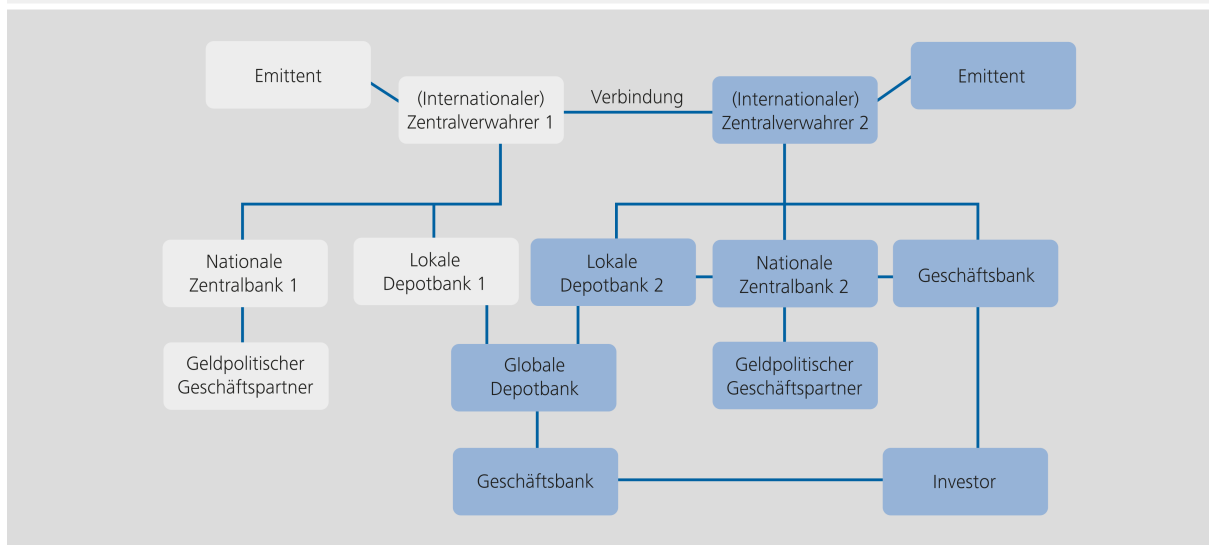 Emittent
(Internationaler)
Zentralverwahrer 1
Verbindung
(Internationaler)
Zentralverwahrer 2
Emittent
Nationale
Zentralbank 1
Lokale
Depotbank 1
Lokale
Depotbank 2
Nationale
Zentralbank 2
Geschäftsbank
Geldpolitischer
Geschäftspartner
Globale
Depotbank
Geldpolitischer
Geschäftspartner
Geschäftsbank
Investor